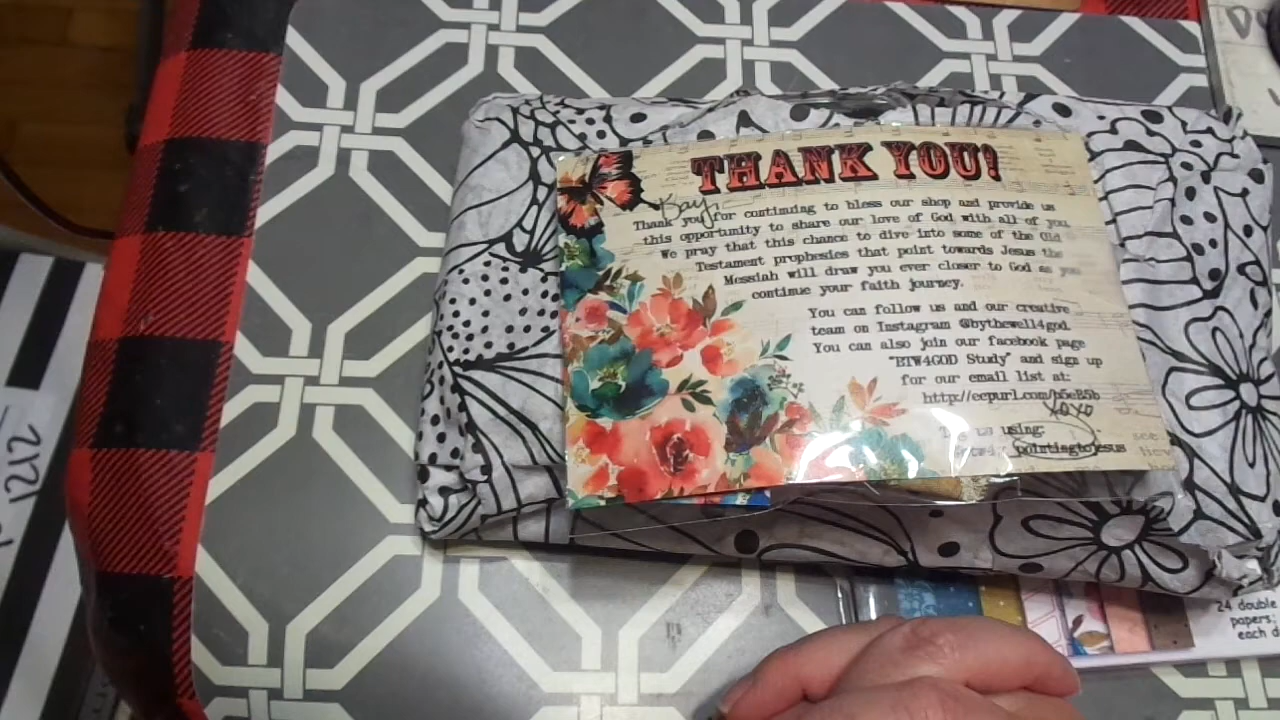 THANK YOU!
Kay,
Thank you for continuing to bless our shop and provide us
this opportunity to share our love of God with all of you.
We pray that this chance to dive into some of the Old
Testament prophesies that point towards Jesus the
Messiah will draw you ever closer to God as you
continue your faith journey.
You can follow us and our creative
team on Instagram @bythewell4god.
You can also join our facebook page
"BTW4GOD Study" and sign up
for our email list at:
xoxo
using:
pointingtojesus
24 double
papers;
each d
1212